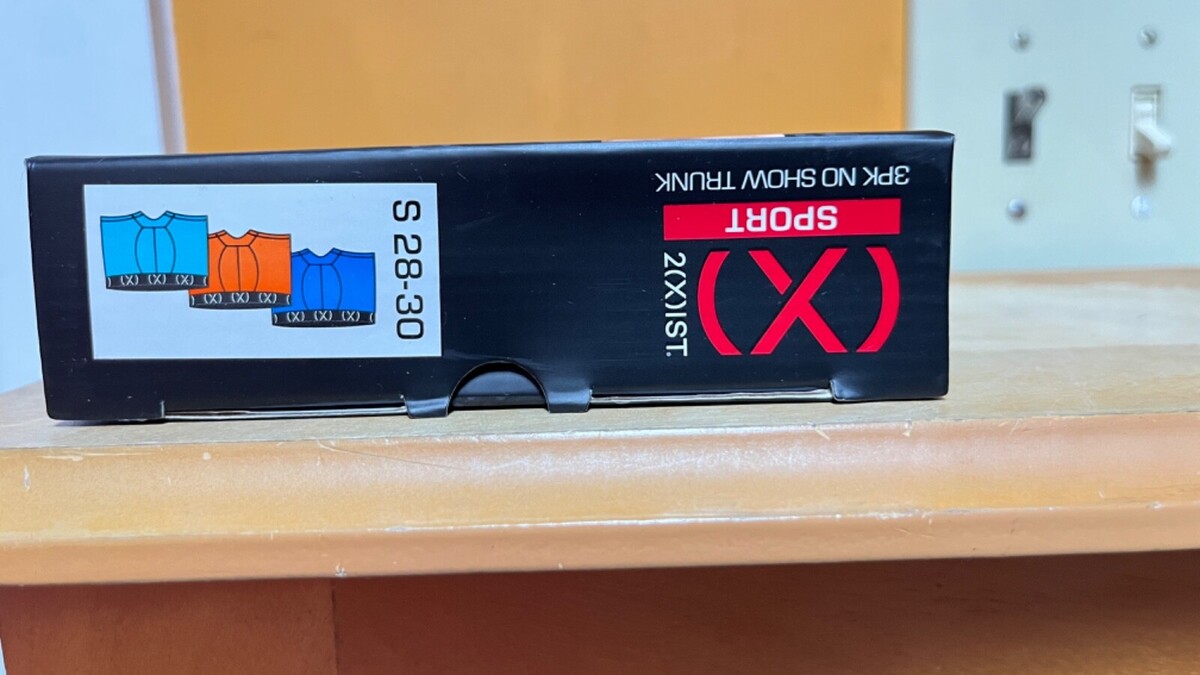 3PK NO SHOW TRUNK
SPORT
(X)
2(X)IST.
S 28-30
(X) (X) (X)
(X) (X) (X)
(X) (X) (X)